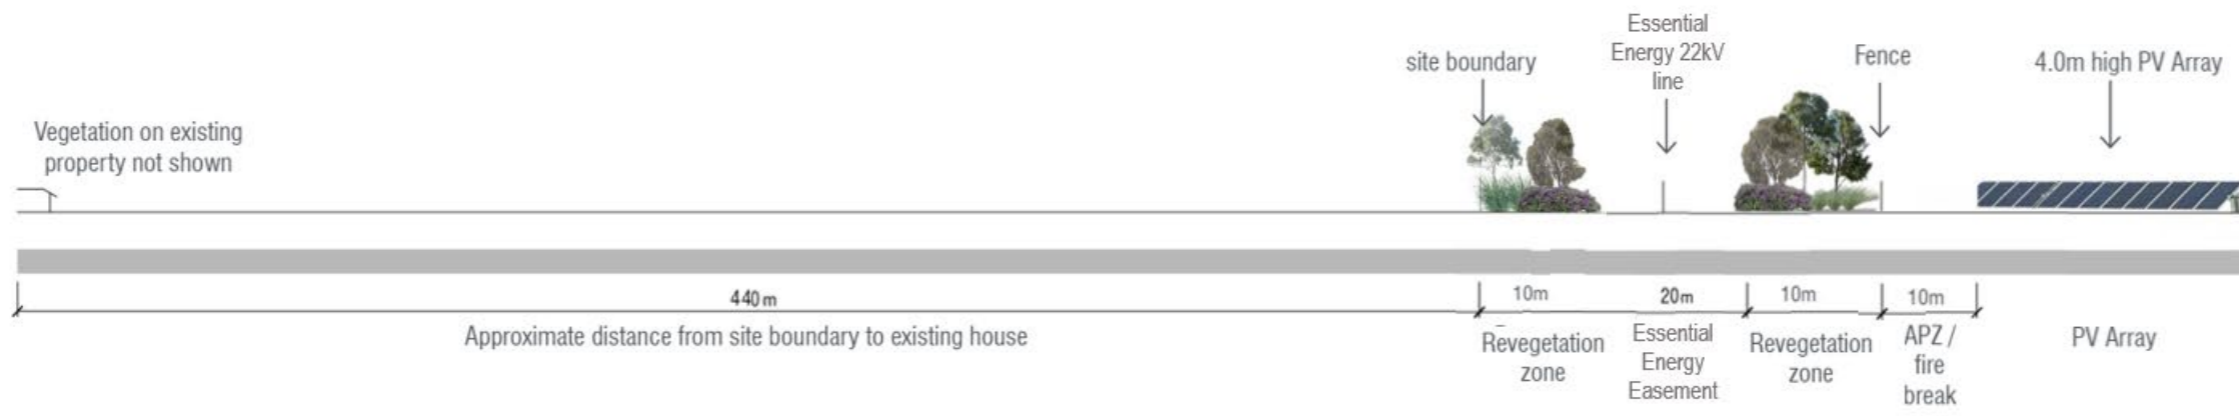 Essential
Energy 22kV
line
site boundary
Fence
4.0m high PV Array
Vegetation on existing
property not shown
440m
10m
20m
10m
10m
Approximate distance from site boundary to existing house
Revegetation
zone
Essential
Energy
Easement
Revegetation
zone
APZ /
fire
break
PV Array